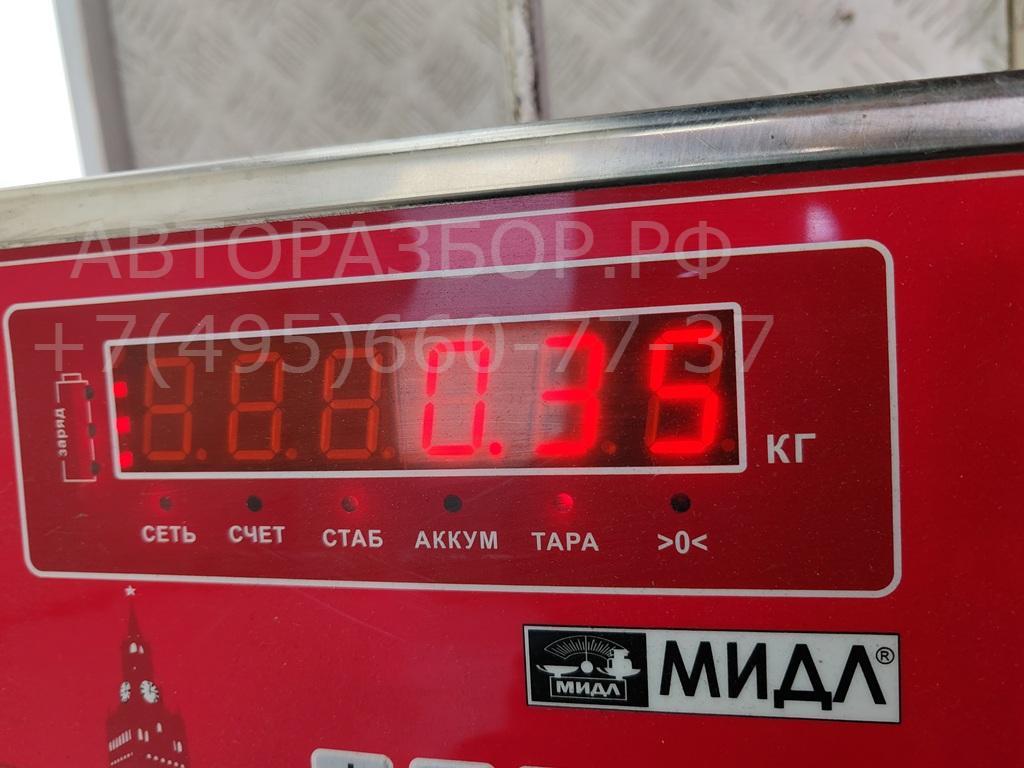 АВТОРАЗБОР.РФ
+7(495)660-77-37
заряд
0.35 КГ
СЕТЬ СЧЕТ СТАБ АККУМ ТАРА >0<
МИДЛ МИДЛ®